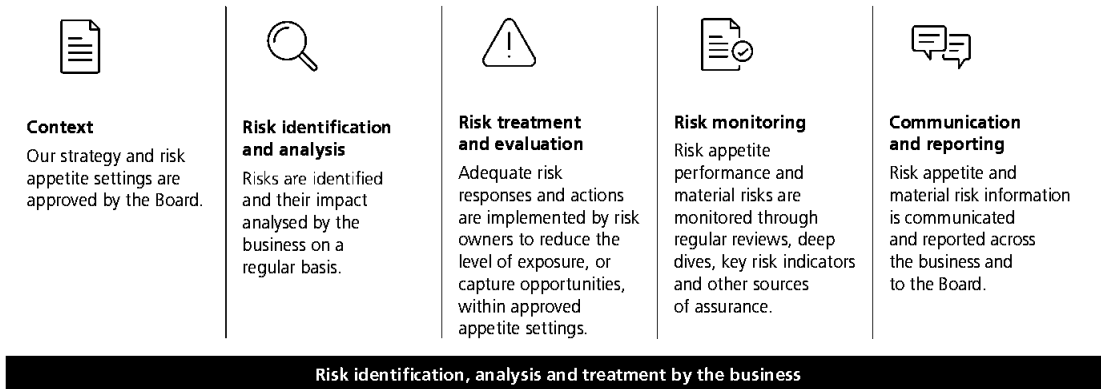 Context
Our strategy and risk
appetite settings are
approved by the Board.
Risk identification
and analysis
Risks are identified
and their impact
analysed by the
business on a
regular basis.
Risk treatment
and evaluation
Adequate risk
responses and actions
are implemented by risk
owners to reduce the
level of exposure, or
capture opportunities,
within approved
appetite settings.
Risk monitoring
Risk appetite
performance and
material risks are
monitored through
regular reviews, deep
dives, key risk indicators
and other sources
of assurance.
Communication
and reporting
Risk appetite and
material risk information
is communicated
and reported across
the business and
to the Board.
Risk identification, analysis and treatment by the business